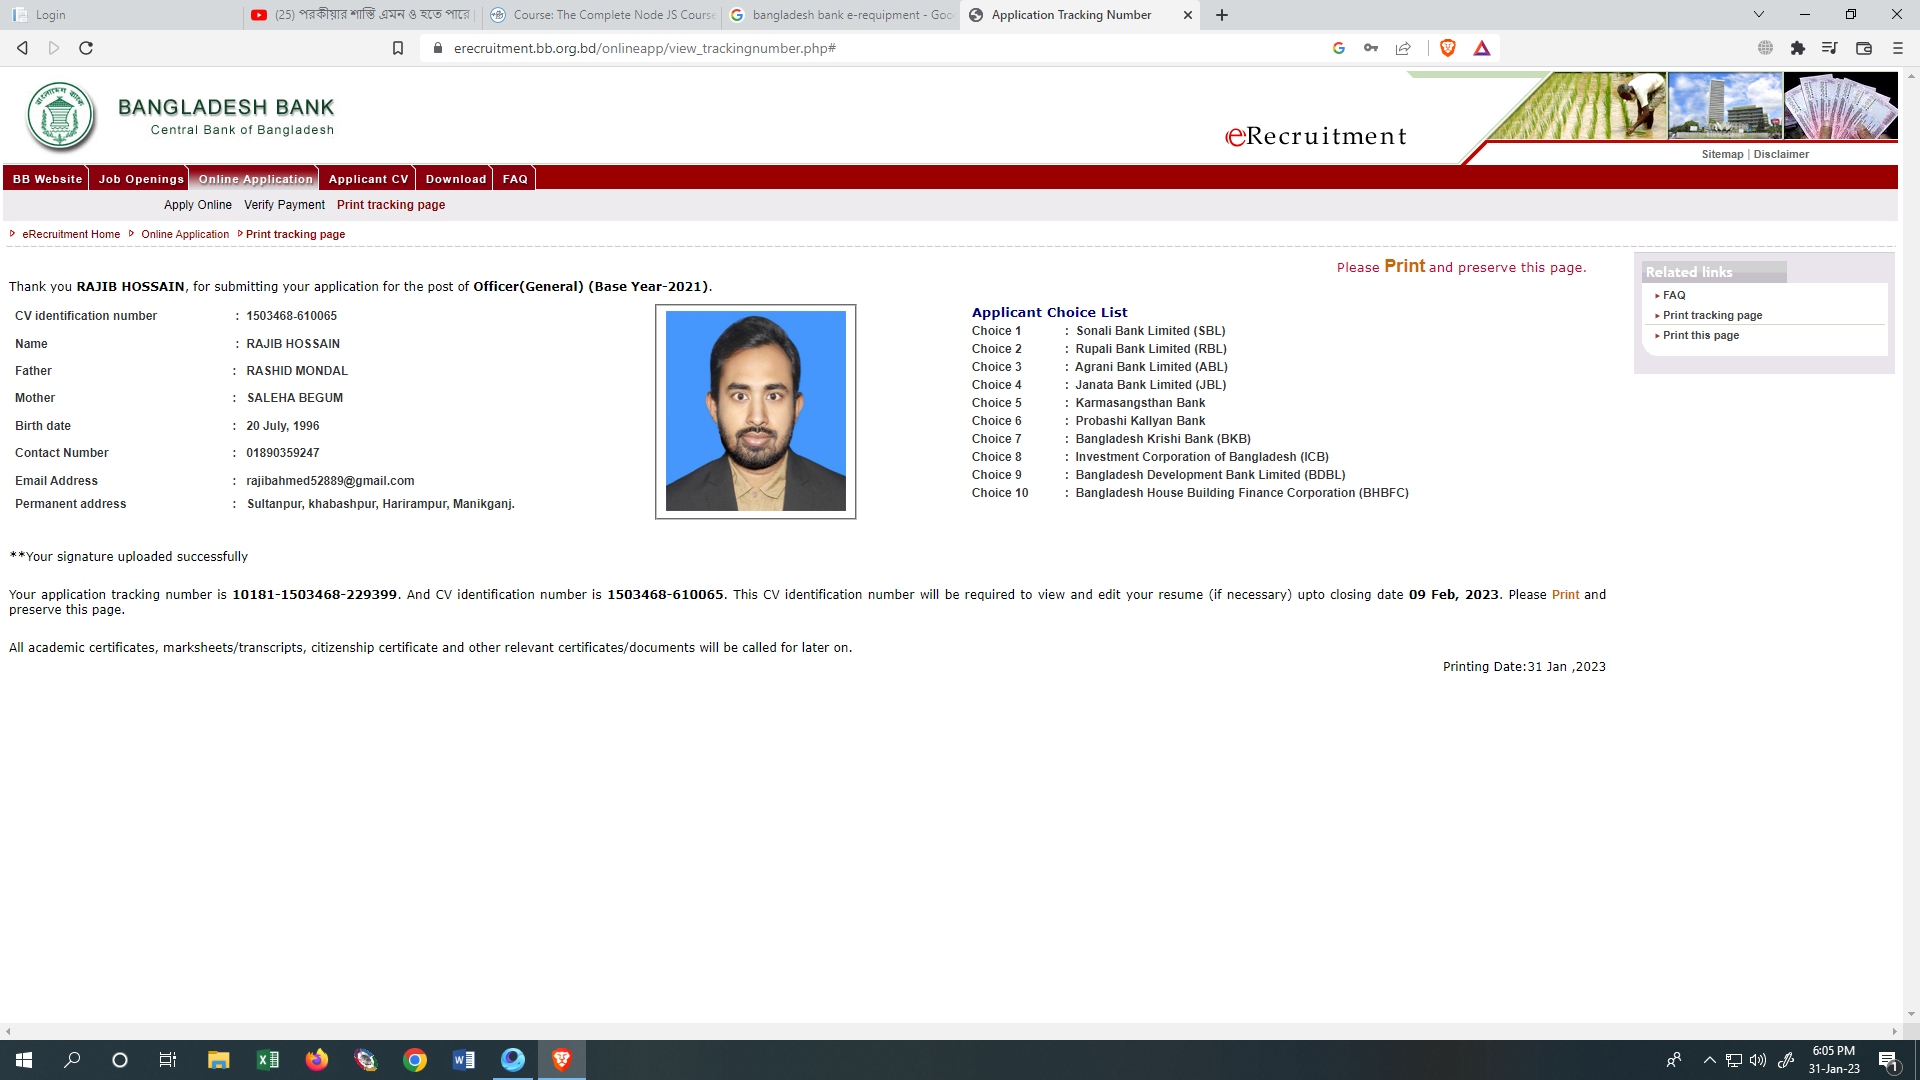 Login
(25) পরকীয়ার শাস্তি এমন ও হতে পারে
Course: The Complete Node JS Course
bangladesh bank e-requipment - Goo
Application Tracking Number
erecruitment.bb.org.bd/onlineapp/view_trackingnumber.php#
BANGLADESH BANK
Central Bank of Bangladesh
eRecruitment
Sitemap | Disclaimer
BB Website Job Openings Online Application Applicant CV Download FAQ
Apply Online Verify Payment Print tracking page
eRecruitment Home Online Application Print tracking page
Please Print and preserve this page.
Thank you RAJIB HOSSAIN, for submitting your application for the post of Officer(General) (Base Year-2021).
CV identification number : 1503468-610065
Name : RAJIB HOSSAIN
Father : RASHID MONDAL
Mother : SALEHA BEGUM
Birth date : 20 July, 1996
Contact Number : 01890359247
Email Address : rajibahmed52889@gmail.com
Permanent address : Sultanpur, khabashpur, Harirampur, Manikganj.
Applicant Choice List
Choice 1 : Sonali Bank Limited (SBL)
Choice 2 : Rupali Bank Limited (RBL)
Choice 3 : Agrani Bank Limited (ABL)
Choice 4 : Janata Bank Limited (JBL)
Choice 5 : Karmasangsthan Bank
Choice 6 : Probashi Kallyan Bank
Choice 7 : Bangladesh Krishi Bank (BKB)
Choice 8 : Investment Corporation of Bangladesh (ICB)
Choice 9 : Bangladesh Development Bank Limited (BDBL)
Choice 10 : Bangladesh House Building Finance Corporation (BHBFC)
Related links
FAQ
Print tracking page
Print this page
**Your signature uploaded successfully
Your application tracking number is 10181-1503468-229399. And CV identification number is 1503468-610065. This CV identification number will be required to view and edit your resume (if necessary) upto closing date 09 Feb, 2023. Please Print and
preserve this page.
All academic certificates, marksheets/transcripts, citizenship certificate and other relevant certificates/documents will be called for later on.
Printing Date:31 Jan ,2023
6:05 PM
31-Jan-23
1